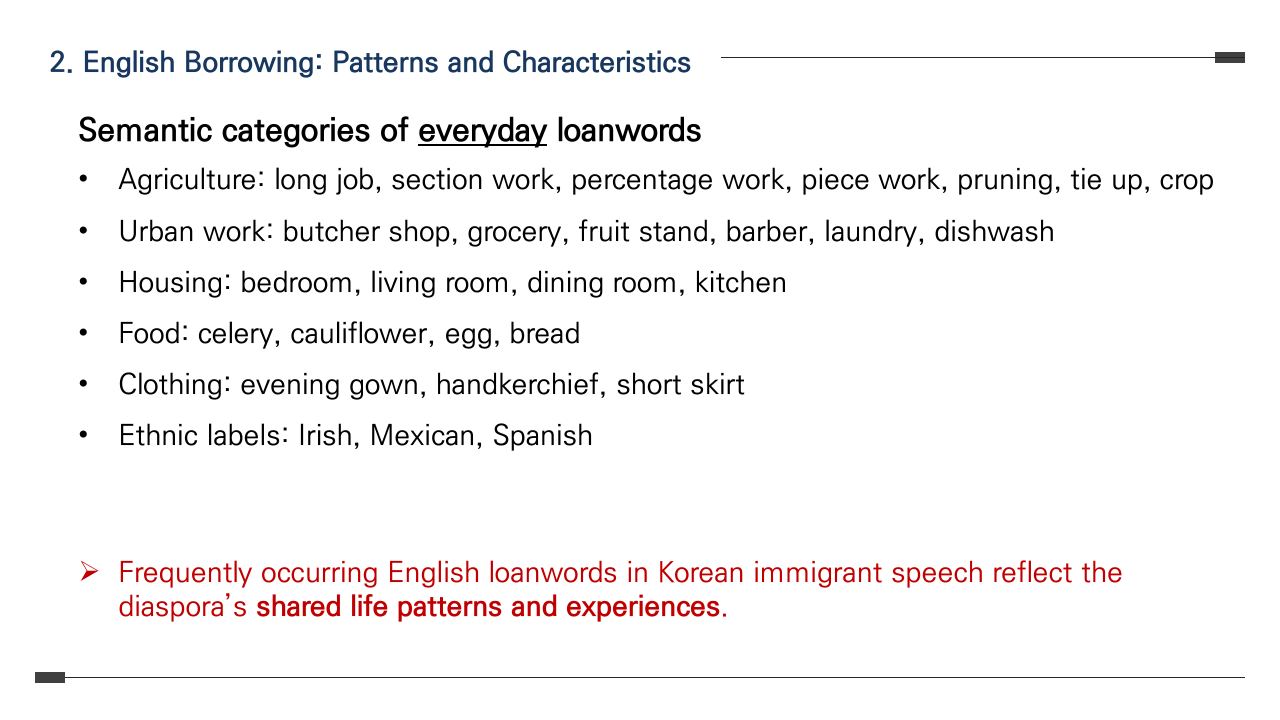 2. English Borrowing: Patterns and Characteristics
Semantic categories of everyday loanwords
• Agriculture: long job, section work, percentage work, piece work, pruning, tie up, crop
• Urban work: butcher shop, grocery, fruit stand, barber, laundry, dishwash
• Housing: bedroom, living room, dining room, kitchen
• Food: celery, cauliflower, egg, bread
• Clothing: evening gown, handkerchief, short skirt
• Ethnic labels: Irish, Mexican, Spanish
➢ Frequently occurring English loanwords in Korean immigrant speech reflect the
diaspora’s shared life patterns and experiences.